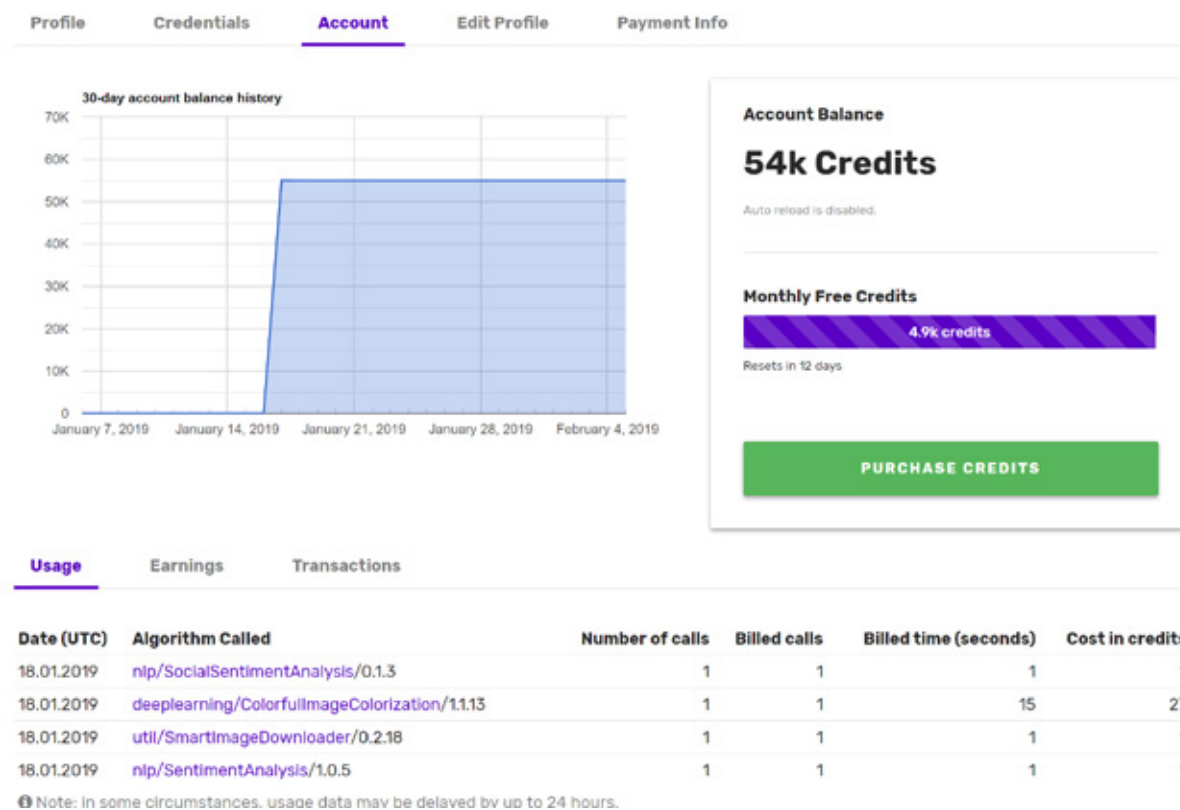 Profile Credentials Account Edit Profile Payment Info
30-day account balance history
70K
60K
50K
40K
30K
20K
10K
0
January 7, 2019 January 14, 2019 January 21, 2019 January 28, 2019 February 4, 2019
Account Balance
54k Credits
Auto reload is disabled.
Monthly Free Credits
4.9k credits
Resets in 12 days
PURCHASE CREDITS
Usage Earnings Transactions
Date (UTC) Algorithm Called Number of calls Billed calls Billed time (seconds) Cost in credits
18.01.2019 nlp/SocialSentimentAnalysis/0.1.3 1 1 1
18.01.2019 deeplearning/ColorfulImageColorization/1.1.13 1 1 15
18.01.2019 util/SmartImageDownloader/0.2.18 1 1 1
18.01.2019 nlp/SentimentAnalysis/1.0.5 1 1 1
Note: in some circumstances, usage data may be delayed by up to 24 hours.